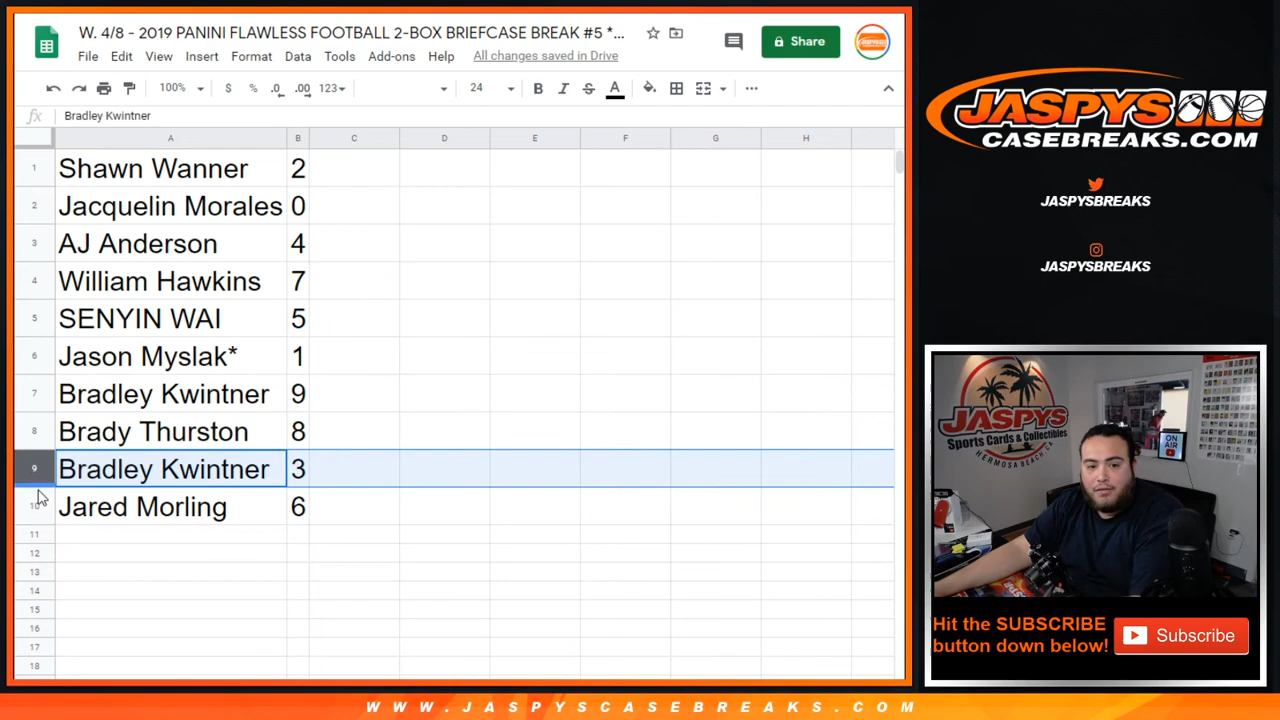 W. 4/8 - 2019 PANINI FLAWLESS FOOTBALL 2-BOX BRIEFCASE BREAK #5 *...
Share
File Edit View Insert Format Data Tools Add-ons Help All changes saved in Drive
100% $ % .0 .00 123 24 B I S A
fx Bradley Kwintner
A B C D E F G H
1 Shawn Wanner 2
2 Jacquelin Morales 0
3 AJ Anderson 4
4 William Hawkins 7
5 SENYIN WAI 5
6 Jason Myslak* 1
7 Bradley Kwintner 9
8 Brady Thurston 8
9 Bradley Kwintner 3
10 Jared Morling 6
11
12
13
14
15
16
17
18
JASPYS
CASEBREAKS.COM
JASPYSBREAKS
JASPYSBREAKS
JASPYS
Sports Cards & Collectibles
HERMOSA BEACH, CA
ON AIR
Hit the SUBSCRIBE
button down below!
Subscribe
WWW.JASPYSCASEBREAKS.COM